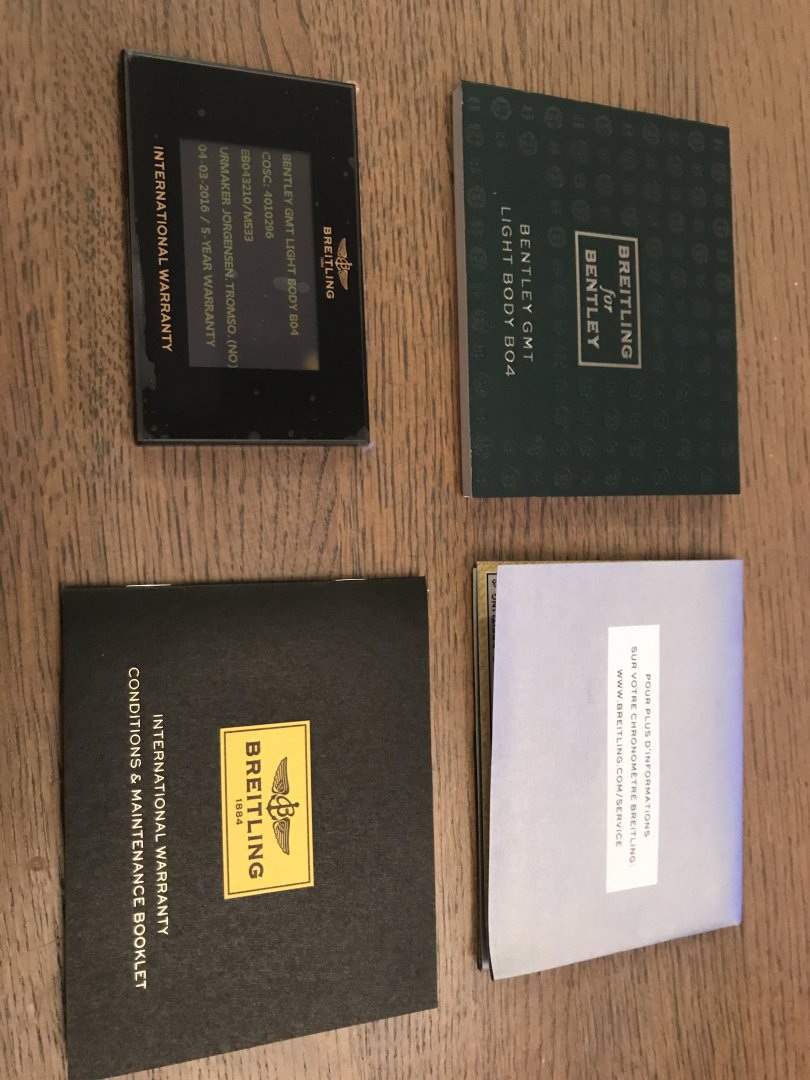 BREITLING
1884
BENTLEY GMT LIGHT BODY B04
COSC: 4010296
EB043210/M533
URMAKER JORGENSEN,TROMSO,(NO)
04-03-2016 / 5-YEAR WARRANTY
INTERNATIONAL WARRANTY
BREITLING
for
BENTLEY
BENTLEY GMT
LIGHT BODY B04
BREITLING
1884
INTERNATIONAL WARRANTY
CONDITIONS & MAINTENANCE BOOKLET
POUR PLUS D'INFORMATIONS
SUR VOTRE CHRONOMÈTRE BREITLING:
WWW.BREITLING.COM/SERVICE